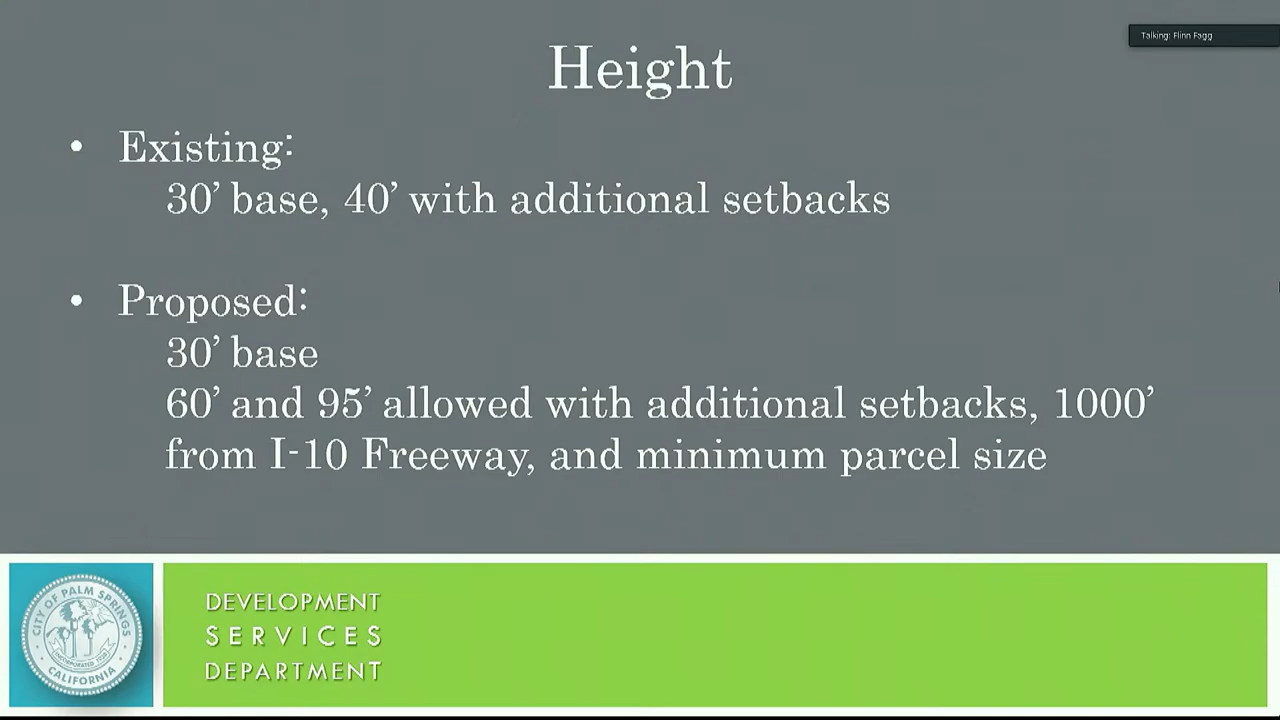 Talking: Flinn Fagg
Height
• Existing:
30’ base, 40’ with additional setbacks
• Proposed:
30’ base
60’ and 95’ allowed with additional setbacks, 1000’
from I-10 Freeway, and minimum parcel size
CITY OF PALM SPRINGS
INCORPORATED 1938
CALIFORNIA
DEVELOPMENT
SERVICES
DEPARTMENT